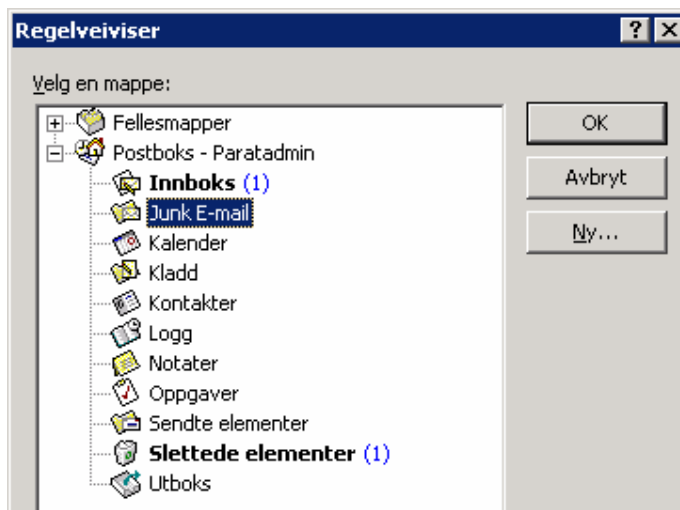 Regelveiviser
Velg en mappe:
Fellesmapper
OK
Postboks - Paratadmin
Innboks (1)
Avbryt
Junk E-mail
Kalender
Ny...
Kladd
Kontakter
Logg
Notater
Oppgaver
Sendte elementer
Slettede elementer (1)
Utboks